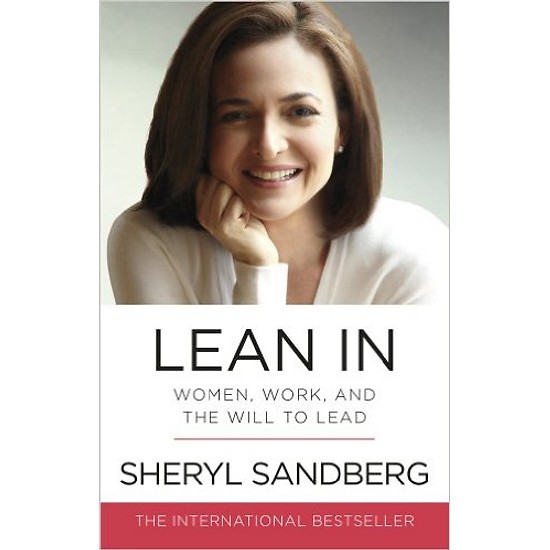 LEAN IN
WOMEN, WORK, AND
THE WILL TO LEAD
SHERYL SANDBERG
THE INTERNATIONAL BESTSELLER